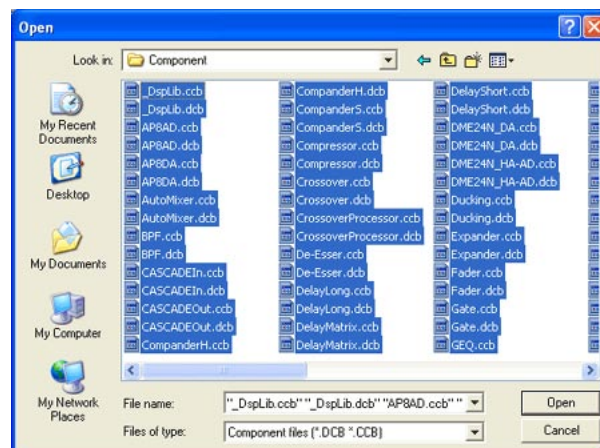 Open
Look in:
Component
My Recent
Documents
Desktop
My Documents
My Computer
My Network
Places
_DspLib.ccb
_DspLib.dcb
AP8AD.ccb
AP8AD.dcb
AP8DA.ccb
AP8DA.dcb
AutoMixer.ccb
AutoMixer.dcb
BPF.ccb
BPF.dcb
CASCADEIn.ccb
CASCADEIn.dcb
CASCADEOut.ccb
CASCADEOut.dcb
CompanderH.ccb
CompanderH.dcb
CompanderS.ccb
CompanderS.dcb
Compressor.ccb
Compressor.dcb
Crossover.ccb
Crossover.dcb
CrossoverProcessor.ccb
CrossoverProcessor.dcb
De-Esser.ccb
De-Esser.dcb
DelayLong.ccb
DelayLong.dcb
DelayMatrix.ccb
DelayMatrix.dcb
DelayShort.ccb
DelayShort.dcb
DME24N_DA.ccb
DME24N_DA.dcb
DME24N_HA-AD.ccb
DME24N_HA-AD.dcb
Ducking.ccb
Ducking.dcb
Expander.ccb
Expander.dcb
Fader.ccb
Fader.dcb
Gate.ccb
Gate.dcb
GEQ.ccb
File name:
"_DspLib.ccb" "_DspLib.dcb" "AP8AD.ccb" "
Open
Files of type:
Component files (*.DCB *.CCB)
Cancel